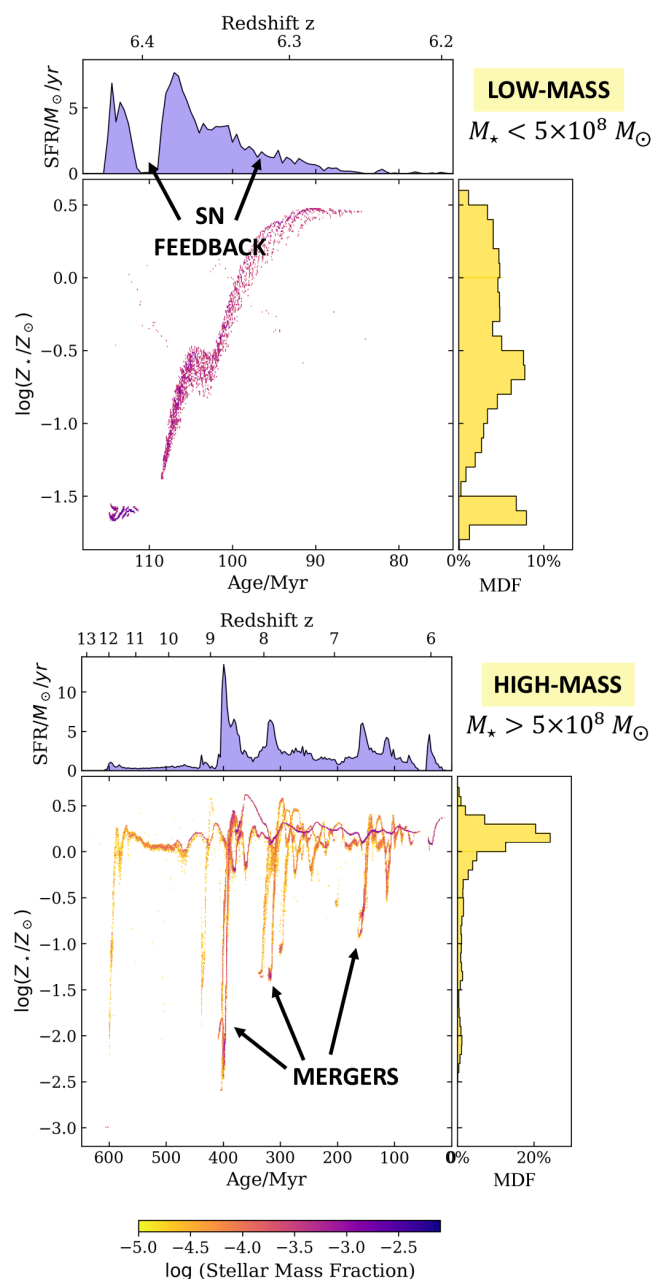 Redshift z
6.4 6.3 6.2
SFR/M⊙/yr
5
0
LOW-MASS
M⋆ < 5×10⁸ M⊙
SN
FEEDBACK
log(Z⋆/Z⊙)
0.5
0.0
−0.5
−1.0
−1.5
110 100 90 80
Age/Myr
0% 10%
MDF
Redshift z
13 12 11 10 9 8 7 6
SFR/M⊙/yr
10
5
0
HIGH-MASS
M⋆ > 5×10⁸ M⊙
log(Z⋆/Z⊙)
0.5
0.0
−0.5
−1.0
−1.5
−2.0
−2.5
−3.0
MERGERS
600 500 400 300 200 100 0
Age/Myr
0% 20%
MDF
−5.0 −4.5 −4.0 −3.5 −3.0 −2.5
log (Stellar Mass Fraction)